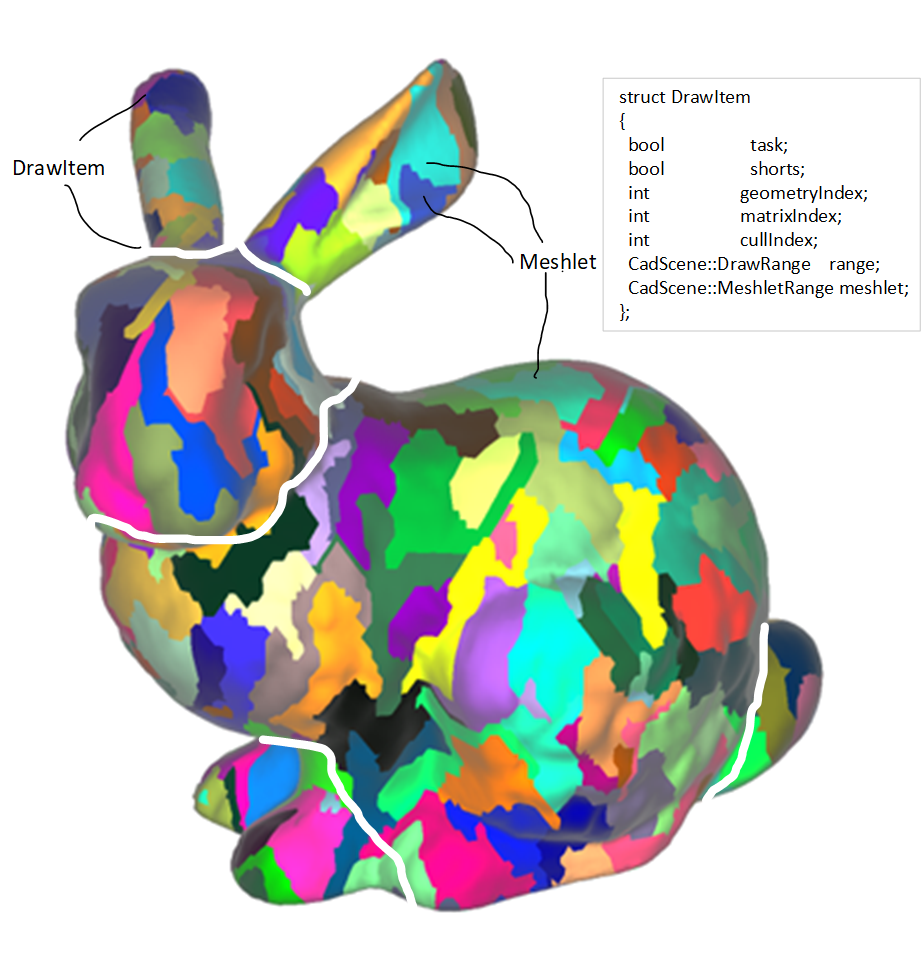 DrawItem
Meshlet
struct DrawItem
{
bool task;
bool shorts;
int geometryIndex;
int matrixIndex;
int cullIndex;
CadScene::DrawRange range;
CadScene::MeshletRange meshlet;
};